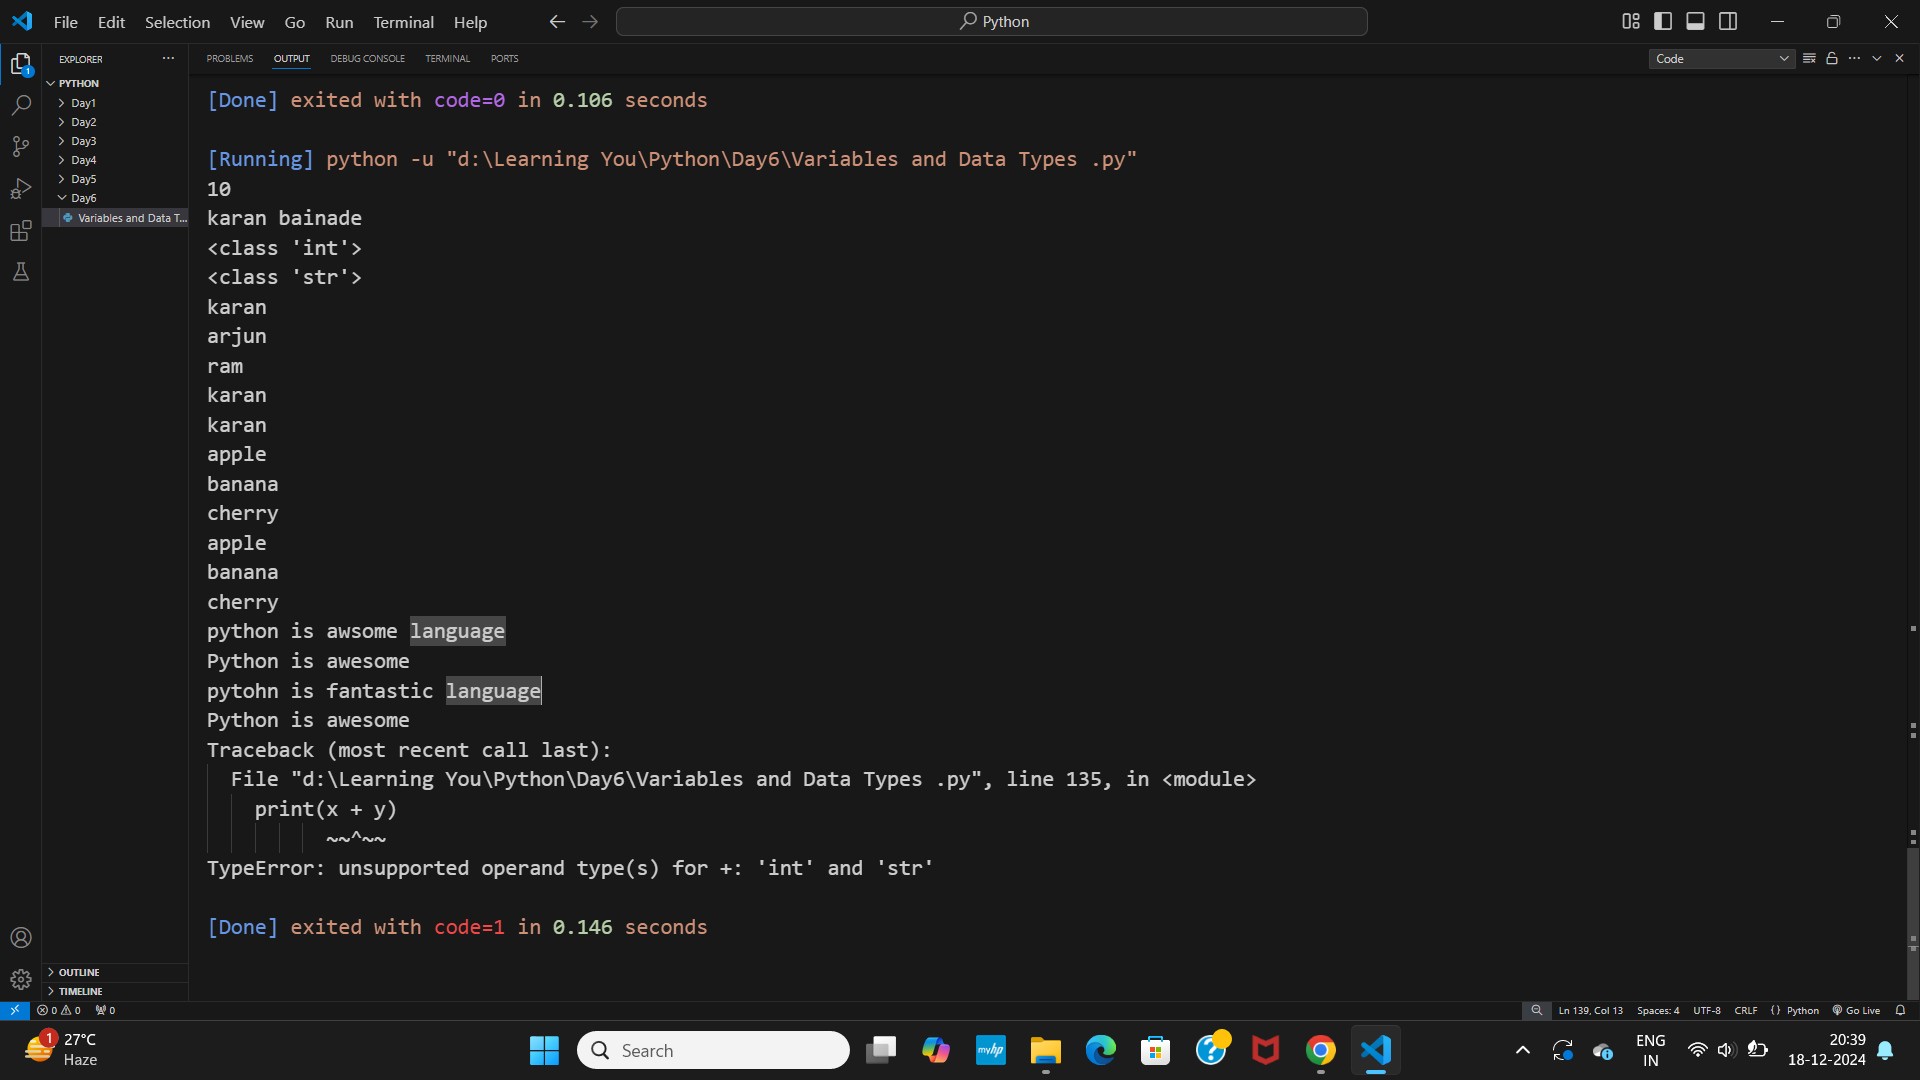 File Edit Selection View Go Run Terminal Help
Python
EXPLORER
PYTHON
Day1
Day2
Day3
Day4
Day5
Day6
Variables and Data T...
OUTLINE
TIMELINE
PROBLEMS OUTPUT DEBUG CONSOLE TERMINAL PORTS
Code
[Done] exited with code=0 in 0.106 seconds
[Running] python -u "d:\Learning You\Python\Day6\Variables and Data Types .py"
10
karan bainade
<class 'int'>
<class 'str'>
karan
arjun
ram
karan
karan
apple
banana
cherry
apple
banana
cherry
python is awsome language
Python is awesome
pytohn is fantastic language
Python is awesome
Traceback (most recent call last):
File "d:\Learning You\Python\Day6\Variables and Data Types .py", line 135, in <module>
print(x + y)
~~^~~
TypeError: unsupported operand type(s) for +: 'int' and 'str'
[Done] exited with code=1 in 0.146 seconds
0 0 0
Ln 139, Col 13 Spaces: 4 UTF-8 CRLF {} Python Go Live
1
27°C
Haze
Search
myhp
ENG
IN
20:39
18-12-2024